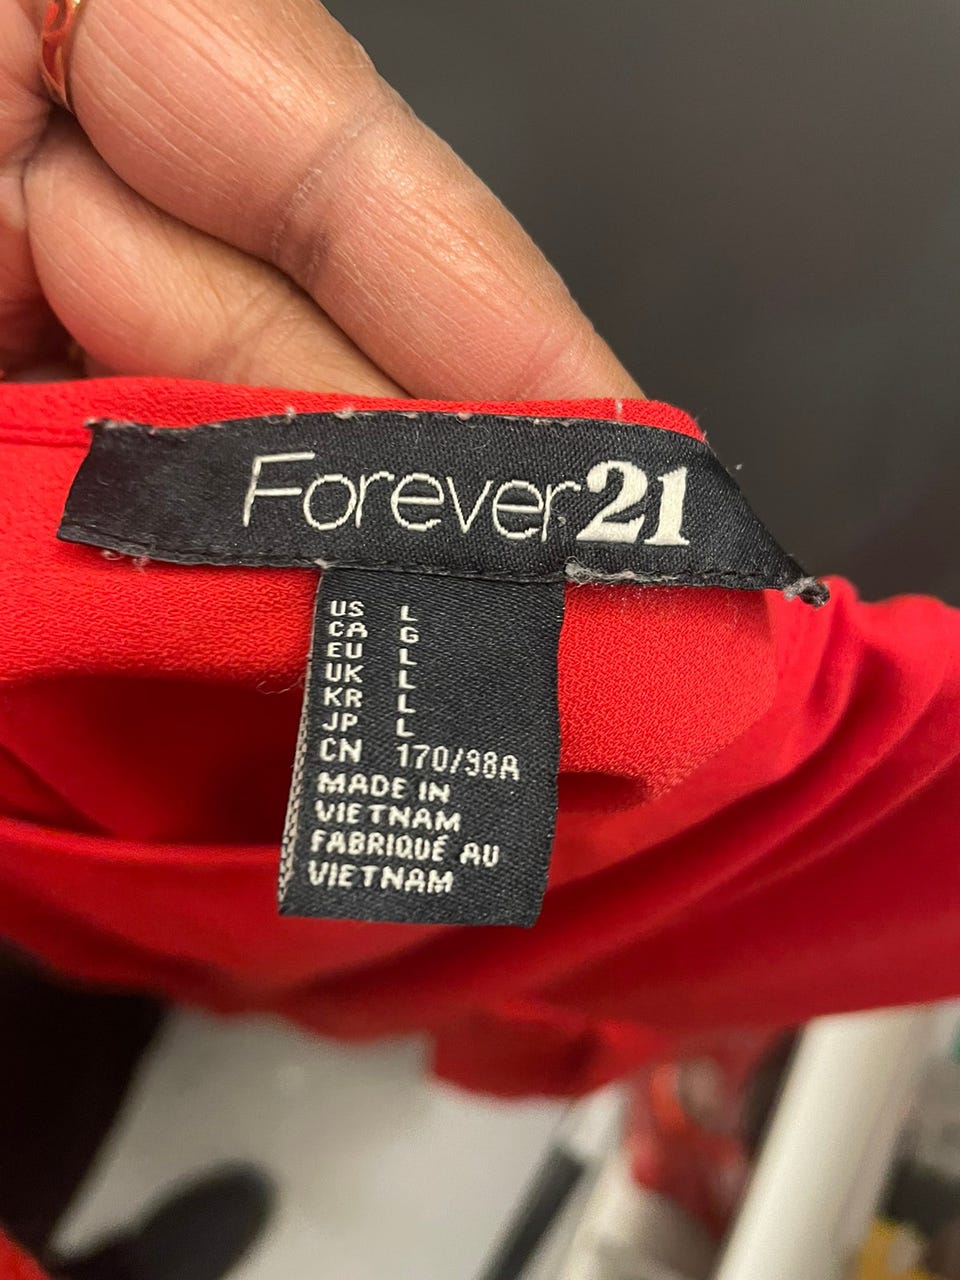 Forever21
US L
CA G
EU L
UK L
KR L
JP L
CN 170/98A
MADE IN
VIETNAM
FABRIQUÉ AU
VIETNAM